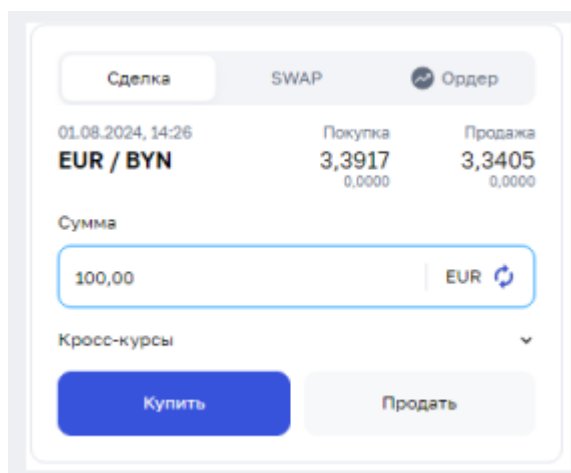 Сделка SWAP Ордер
01.08.2024, 14:26 Покупка Продажа
EUR / BYN 3,3917 3,3405
0,0000 0,0000
Сумма
100,00 EUR
Кросс-курсы
Купить Продать